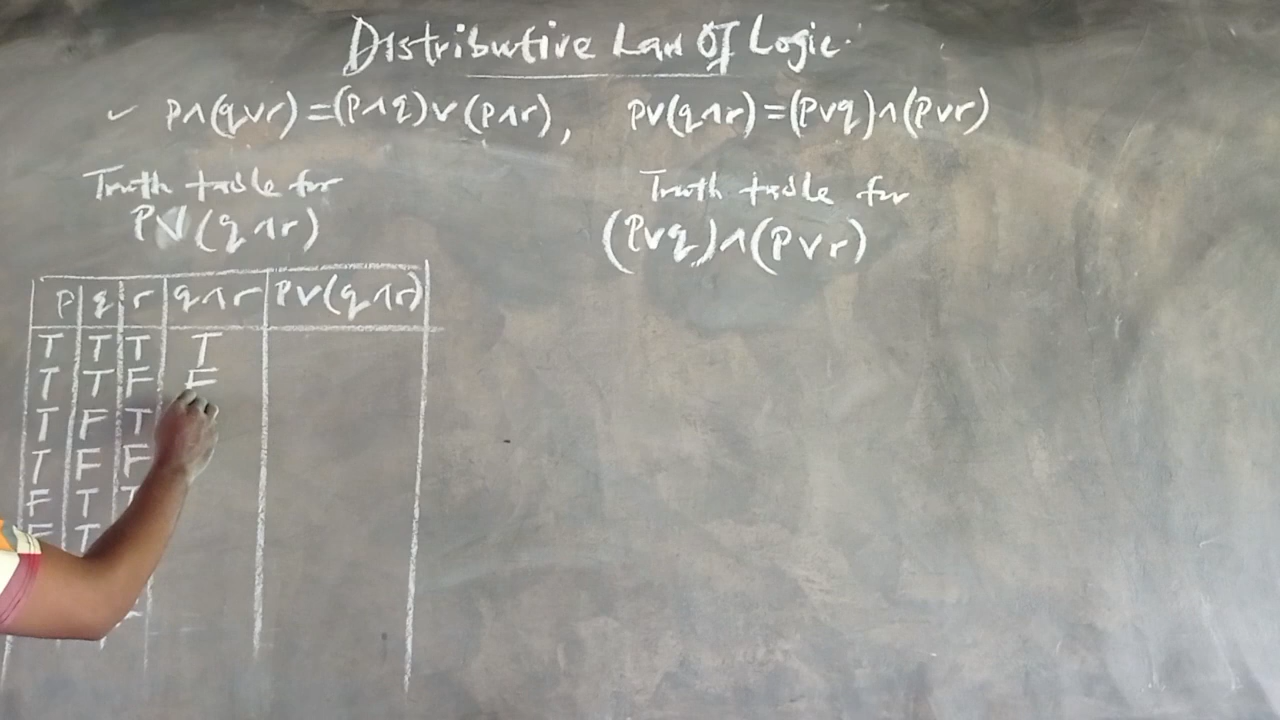 Distributive Law Of Logic.
✓ p∧(q∨r)=(p∧q)∨(p∧r), p∨(q∧r)=(p∨q)∧(p∨r)
Truth table for
P∨(q∧r)
Truth table for
(P∨q)∧(P∨r)
P q r q∧r P∨(q∧r)
T T T T
T T F F
T F T
T F F
F T T
F T